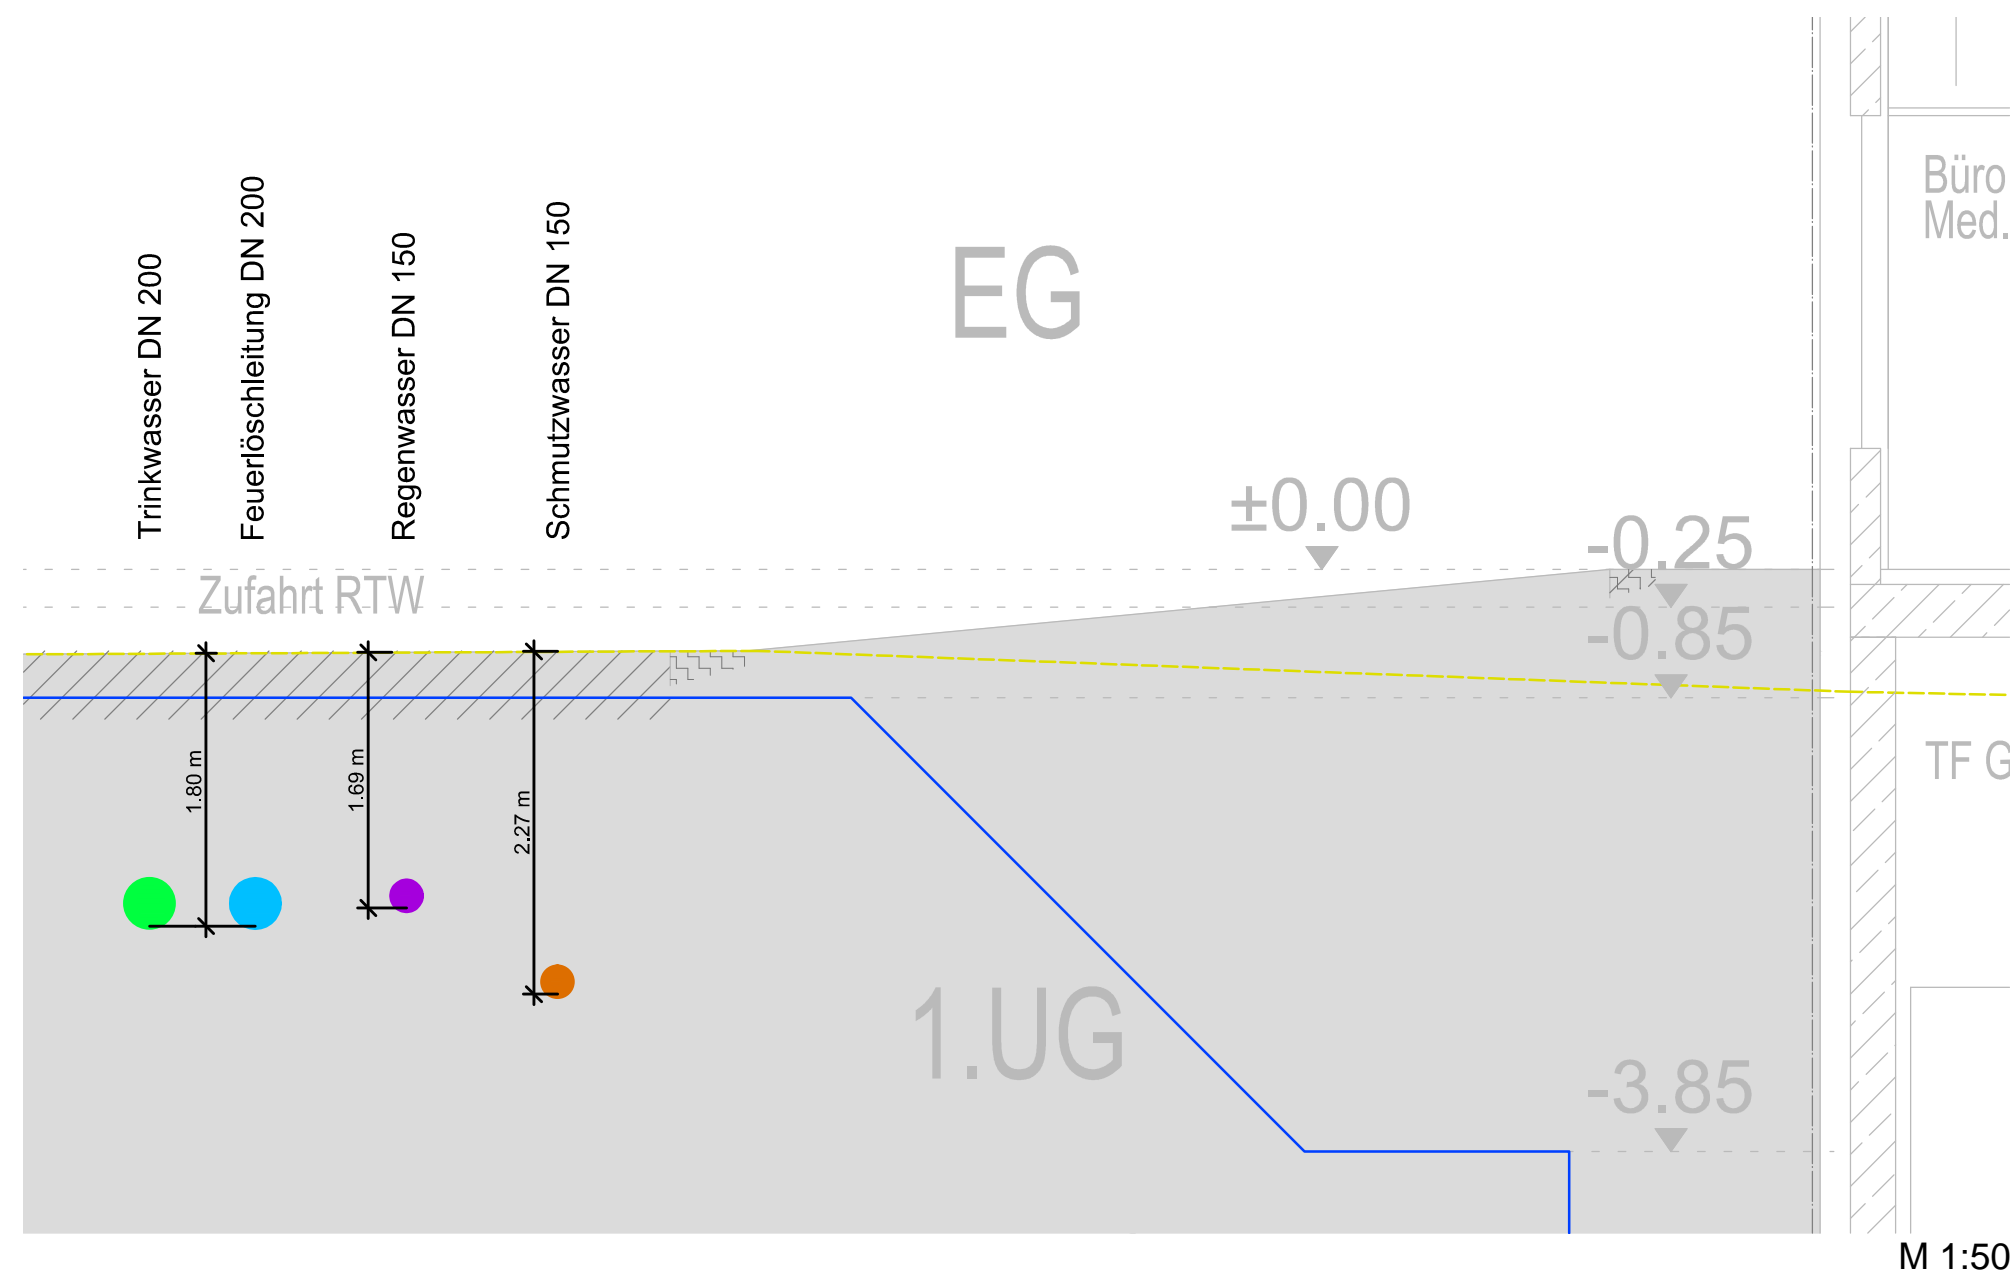 Trinkwasser DN 200
Feuerlöschleitung DN 200
Regenwasser DN 150
Schmutzwasser DN 150
EG
Büro
Med.
±0.00
-0.25
Zufahrt RTW
-0.85
TF G
1.80 m
1.69 m
2.27 m
1.UG
-3.85
M 1:50